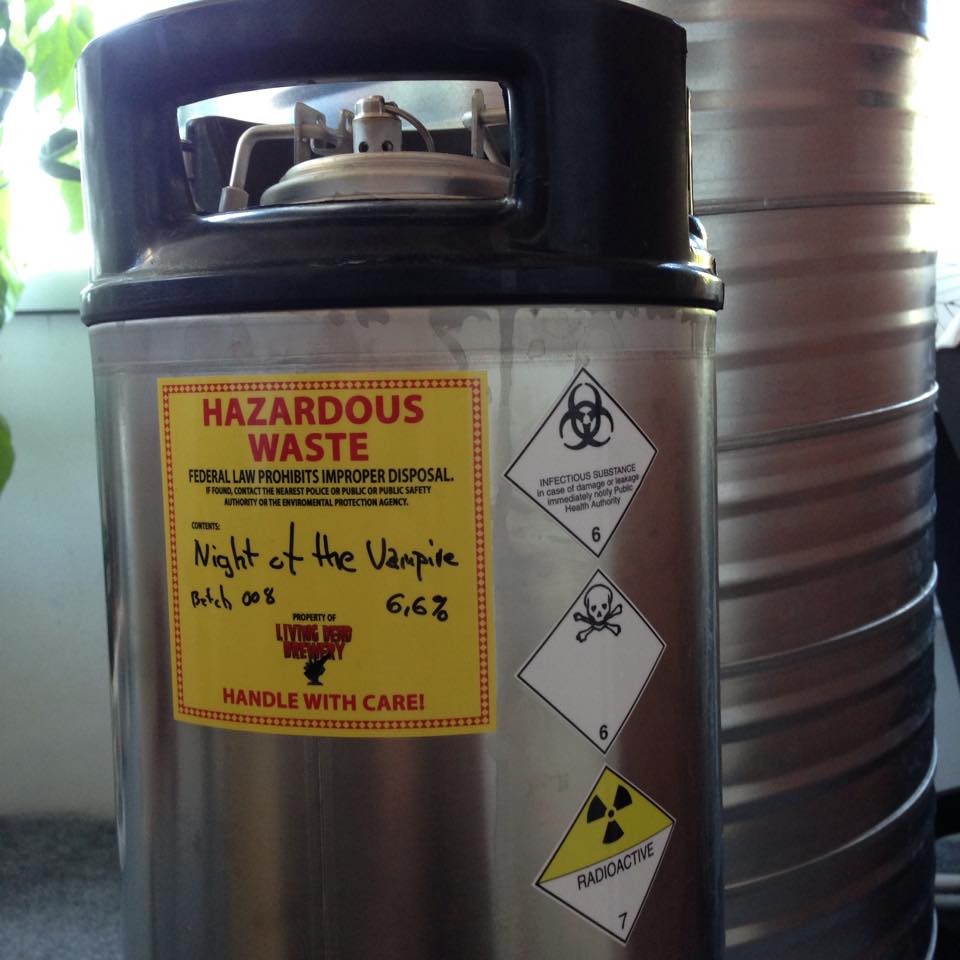 HAZARDOUS
WASTE
FEDERAL LAW PROHIBITS IMPROPER DISPOSAL.
IF FOUND, CONTACT THE NEAREST POLICE OR PUBLIC OR PUBLIC SAFETY
AUTHORITY OR THE ENVIROMENTAL PROTECTION AGENCY.
CONTENTS:
Night of the Vampire
Batch 008 6,6%
PROPERTY OF
LIVING DEAD
BREWERY
HANDLE WITH CARE!
INFECTIOUS SUBSTANCE
in case of damage or leakage
immediately notify Public
Health Authority
6
6
RADIOACTIVE
7